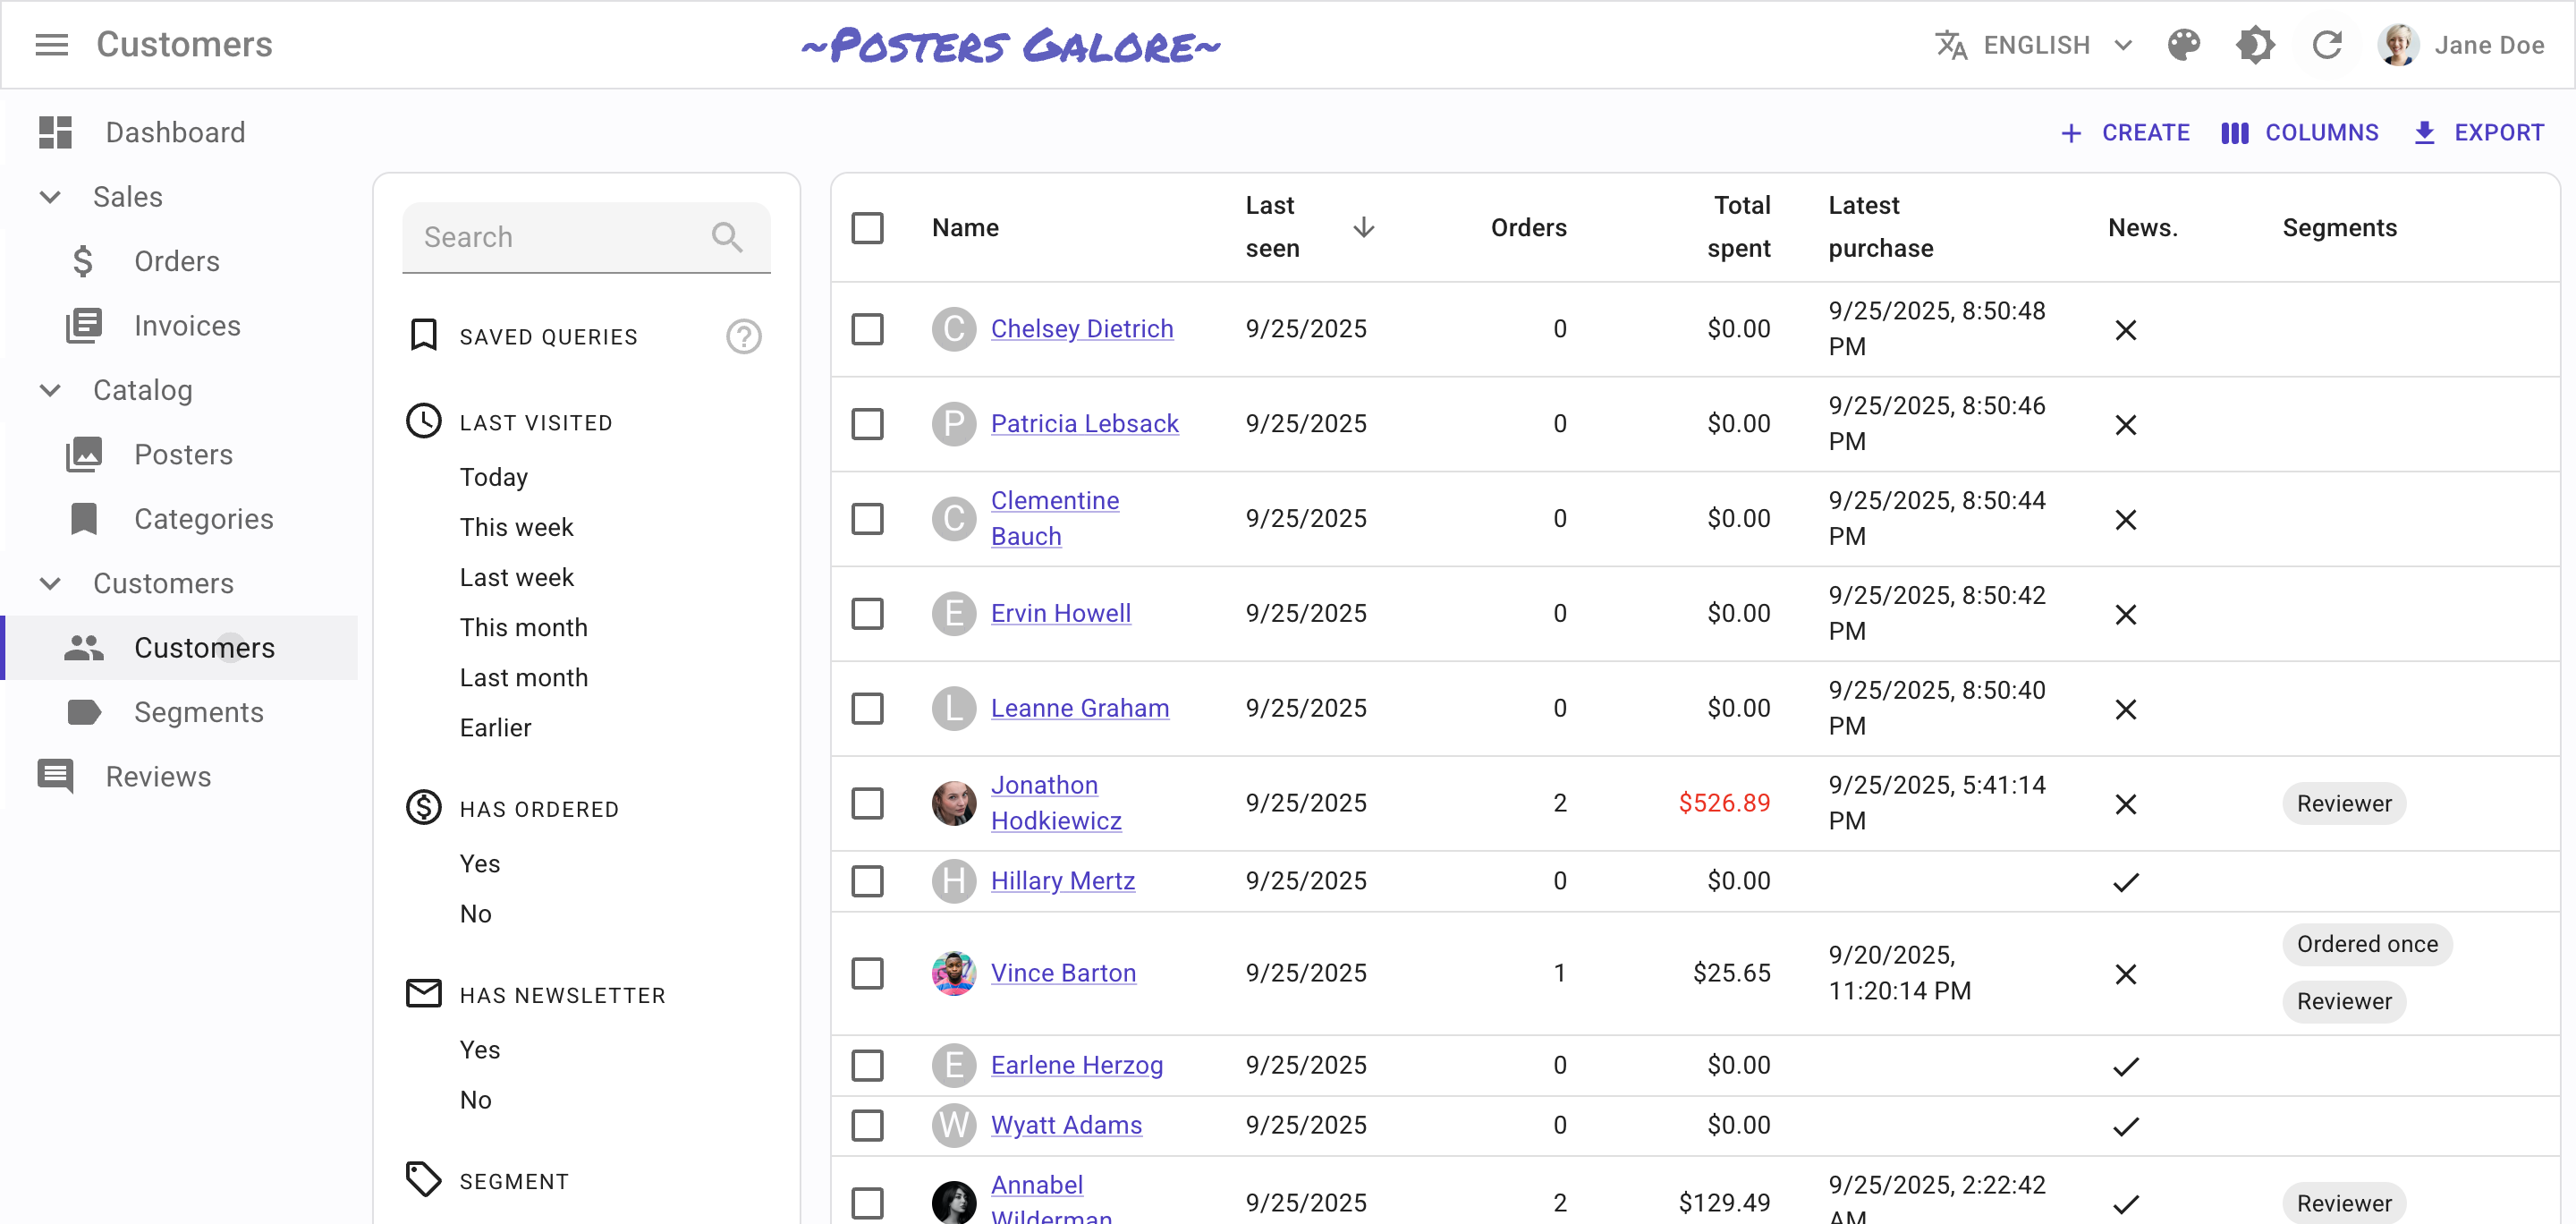 Customers
~Posters Galore~
ENGLISH
Jane Doe
Dashboard
Sales
Orders
Invoices
Catalog
Posters
Categories
Customers
Customers
Segments
Reviews
CREATE
COLUMNS
EXPORT
Search
SAVED QUERIES
?
LAST VISITED
Today
This week
Last week
This month
Last month
Earlier
HAS ORDERED
Yes
No
HAS NEWSLETTER
Yes
No
SEGMENT
Name
Last
seen
Orders
Total
spent
Latest
purchase
News.
Segments
C
Chelsey Dietrich
9/25/2025
0
$0.00
9/25/2025, 8:50:48
PM
P
Patricia Lebsack
9/25/2025
0
$0.00
9/25/2025, 8:50:46
PM
C
Clementine
Bauch
9/25/2025
0
$0.00
9/25/2025, 8:50:44
PM
E
Ervin Howell
9/25/2025
0
$0.00
9/25/2025, 8:50:42
PM
L
Leanne Graham
9/25/2025
0
$0.00
9/25/2025, 8:50:40
PM
Jonathon
Hodkiewicz
9/25/2025
2
$526.89
9/25/2025, 5:41:14
PM
Reviewer
H
Hillary Mertz
9/25/2025
0
$0.00
Vince Barton
9/25/2025
1
$25.65
9/20/2025,
11:20:14 PM
Ordered once
Reviewer
E
Earlene Herzog
9/25/2025
0
$0.00
W
Wyatt Adams
9/25/2025
0
$0.00
Annabel
Wilderman
9/25/2025
2
$129.49
9/25/2025, 2:22:42
AM
Reviewer